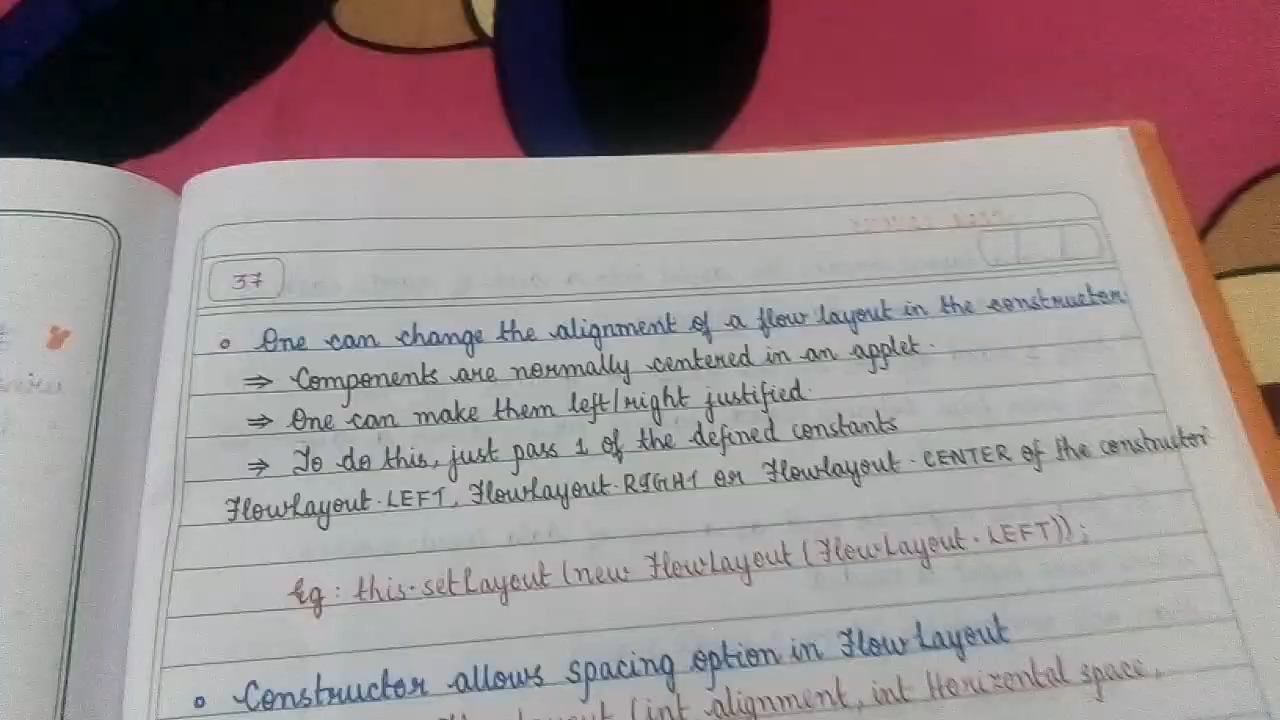 37
• One can change the alignment of a flow layout in the constructor
⇒ Components are normally centered in an applet.
⇒ One can make them left/right justified.
⇒ To do this, just pass 1 of the defined constants
FlowLayout.LEFT, FlowLayout.RIGHT or FlowLayout.CENTER of the constructor
Eg: this.setLayout (new FlowLayout (FlowLayout.LEFT));
• Constructor allows spacing option in FlowLayout
(int alignment, int Horizontal space,